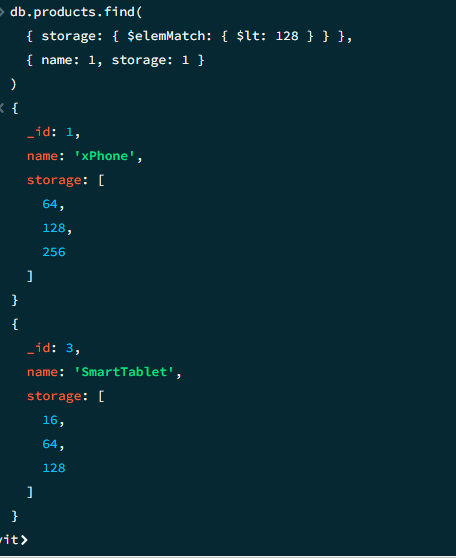 > db.products.find(
{ storage: { $elemMatch: { $lt: 128 } } },
{ name: 1, storage: 1 }
)
< {
_id: 1,
name: 'xPhone',
storage: [
64,
128,
256
]
}
{
_id: 3,
name: 'SmartTablet',
storage: [
16,
64,
128
]
}
vit>